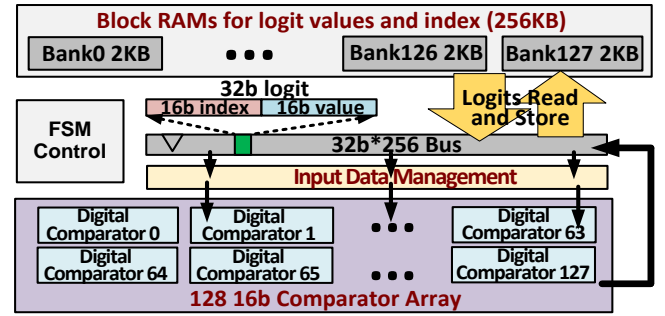 Block RAMs for logit values and index (256KB)
Bank0 2KB
•••
Bank126 2KB
Bank127 2KB
32b logit
16b index
16b value
Logits Read
and Store
FSM
Control
32b*256 Bus
Input Data Management
Digital
Comparator 0
Digital
Comparator 1
•••
Digital
Comparator 63
Digital
Comparator 64
Digital
Comparator 65
•••
Digital
Comparator 127
128 16b Comparator Array